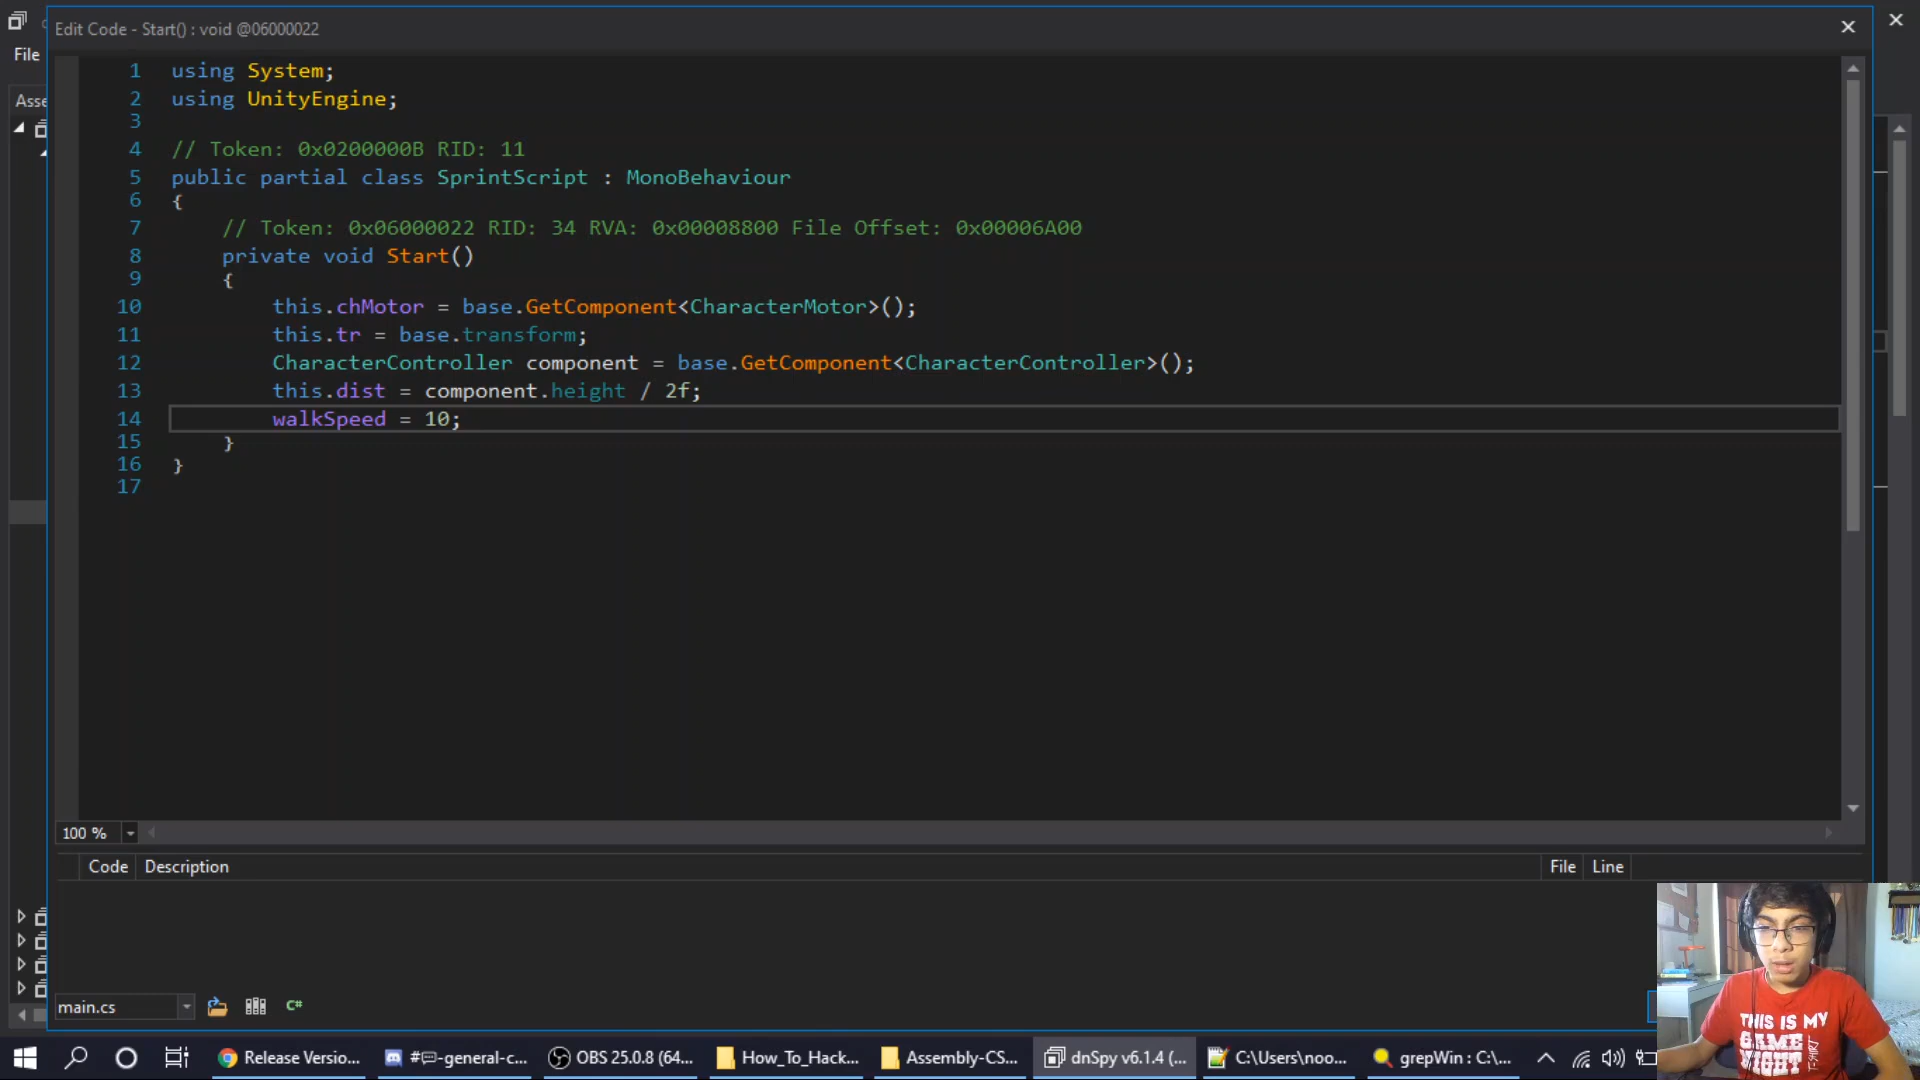 Edit Code - Start() : void @06000022
File
Asse
1 using System;
2 using UnityEngine;
3
4 // Token: 0x0200000B RID: 11
5 public partial class SprintScript : MonoBehaviour
6 {
7 // Token: 0x06000022 RID: 34 RVA: 0x00008800 File Offset: 0x00006A00
8 private void Start()
9 {
10 this.chMotor = base.GetComponent<CharacterMotor>();
11 this.tr = base.transform;
12 CharacterController component = base.GetComponent<CharacterController>();
13 this.dist = component.height / 2f;
14 walkSpeed = 10;
15 }
16 }
17
100 %
Code Description File Line
main.cs C#
THIS IS MY
GAME
NIGHT
T-SHIRT
Release Versio...
#💬-general-c...
OBS 25.0.8 (64...
How_To_Hack...
Assembly-CS...
dnSpy v6.1.4 (...
C:\Users\noo...
grepWin : C:\...